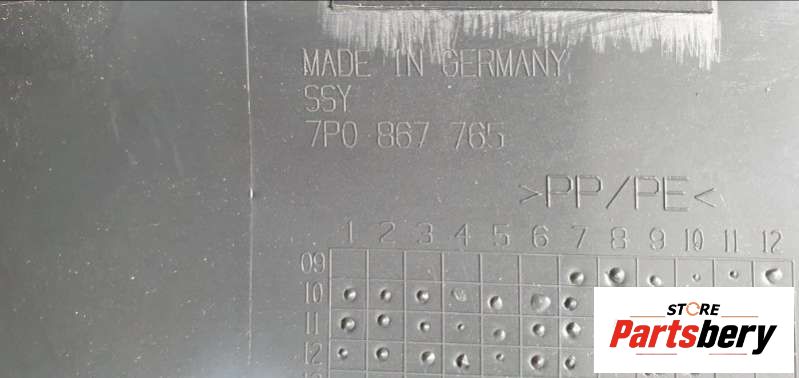 MADE IN GERMANY
SSY
7P0 867 765
>PP/PE<
1 2 3 4 5 6 7 8 9 10 11 12
09
10
11
12
STORE
Partsbery